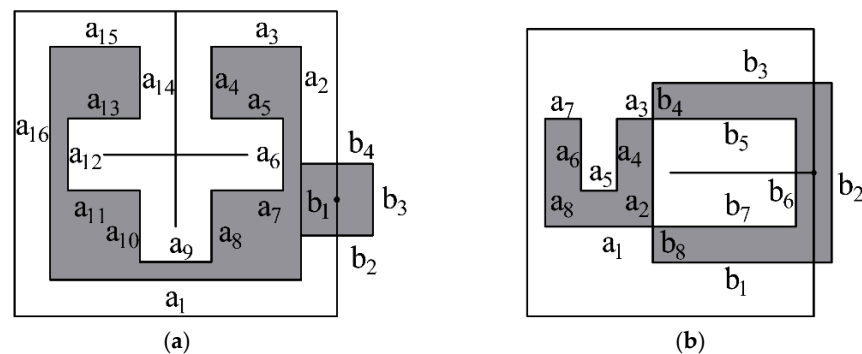 a15 a3
a14 a4 a2
a13 a5
a16
a12 a6 b4
a11 a10 a9 a8 a7 b1 b3
b2
a1
(a)
b3
a7 a3 b4
a6 a4 b5
a5 b6 b2
a8 a2 b7
a1 b8
b1
(b)